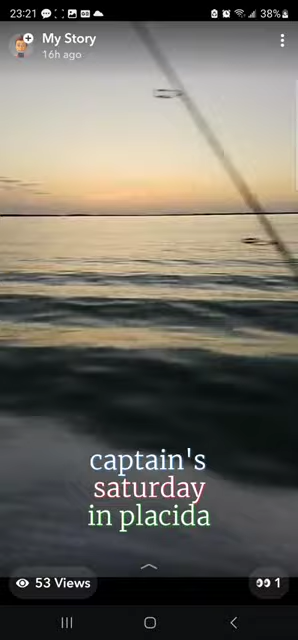 23:21
38%
My Story
16h ago
captain's
saturday
in placida
53 Views
👀 1